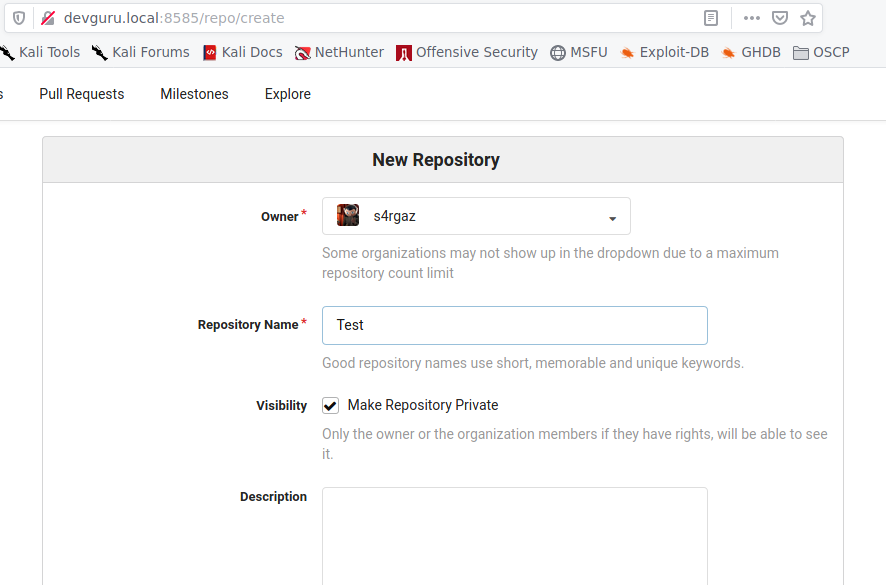 devguru.local:8585/repo/create
Kali Tools Kali Forums Kali Docs NetHunter Offensive Security MSFU Exploit-DB GHDB OSCP
s Pull Requests Milestones Explore
New Repository
Owner * s4rgaz
Some organizations may not show up in the dropdown due to a maximum
repository count limit
Repository Name * Test
Good repository names use short, memorable and unique keywords.
Visibility Make Repository Private
Only the owner or the organization members if they have rights, will be able to see
it.
Description